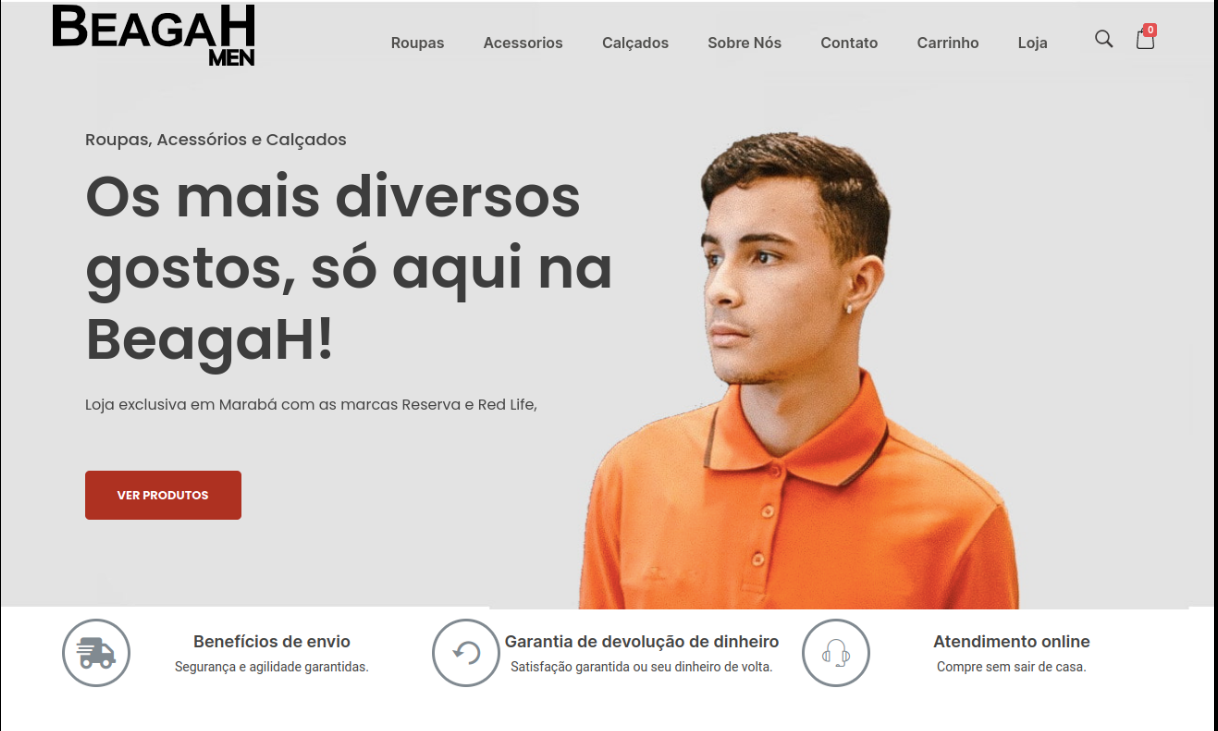 BEAGAH
MEN
Roupas Acessorios Calçados Sobre Nós Contato Carrinho Loja 0
Roupas, Acessórios e Calçados
Os mais diversos
gostos, só aqui na
BeagaH!
Loja exclusiva em Marabá com as marcas Reserva e Red Life,
VER PRODUTOS
Benefícios de envio
Segurança e agilidade garantidas.
Garantia de devolução de dinheiro
Satisfação garantida ou seu dinheiro de volta.
Atendimento online
Compre sem sair de casa.